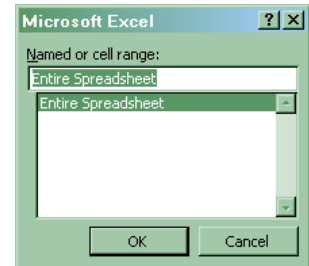 Microsoft Excel
Named or cell range:
Entire Spreadsheet
Entire Spreadsheet
OK Cancel